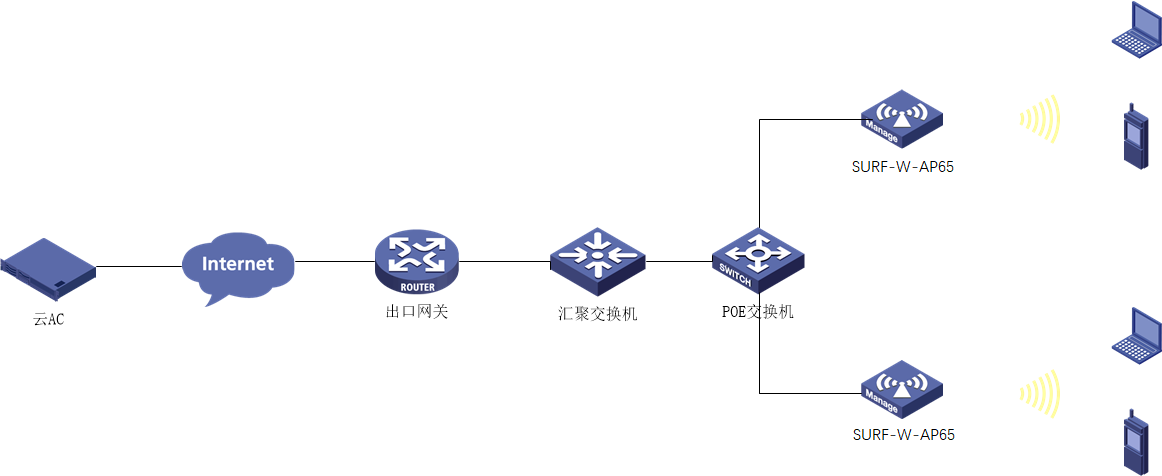 Manage
SURF-W-AP65
云AC
Internet
ROUTER
出口网关
汇聚交换机
SWITCH
POE交换机
Manage
SURF-W-AP65